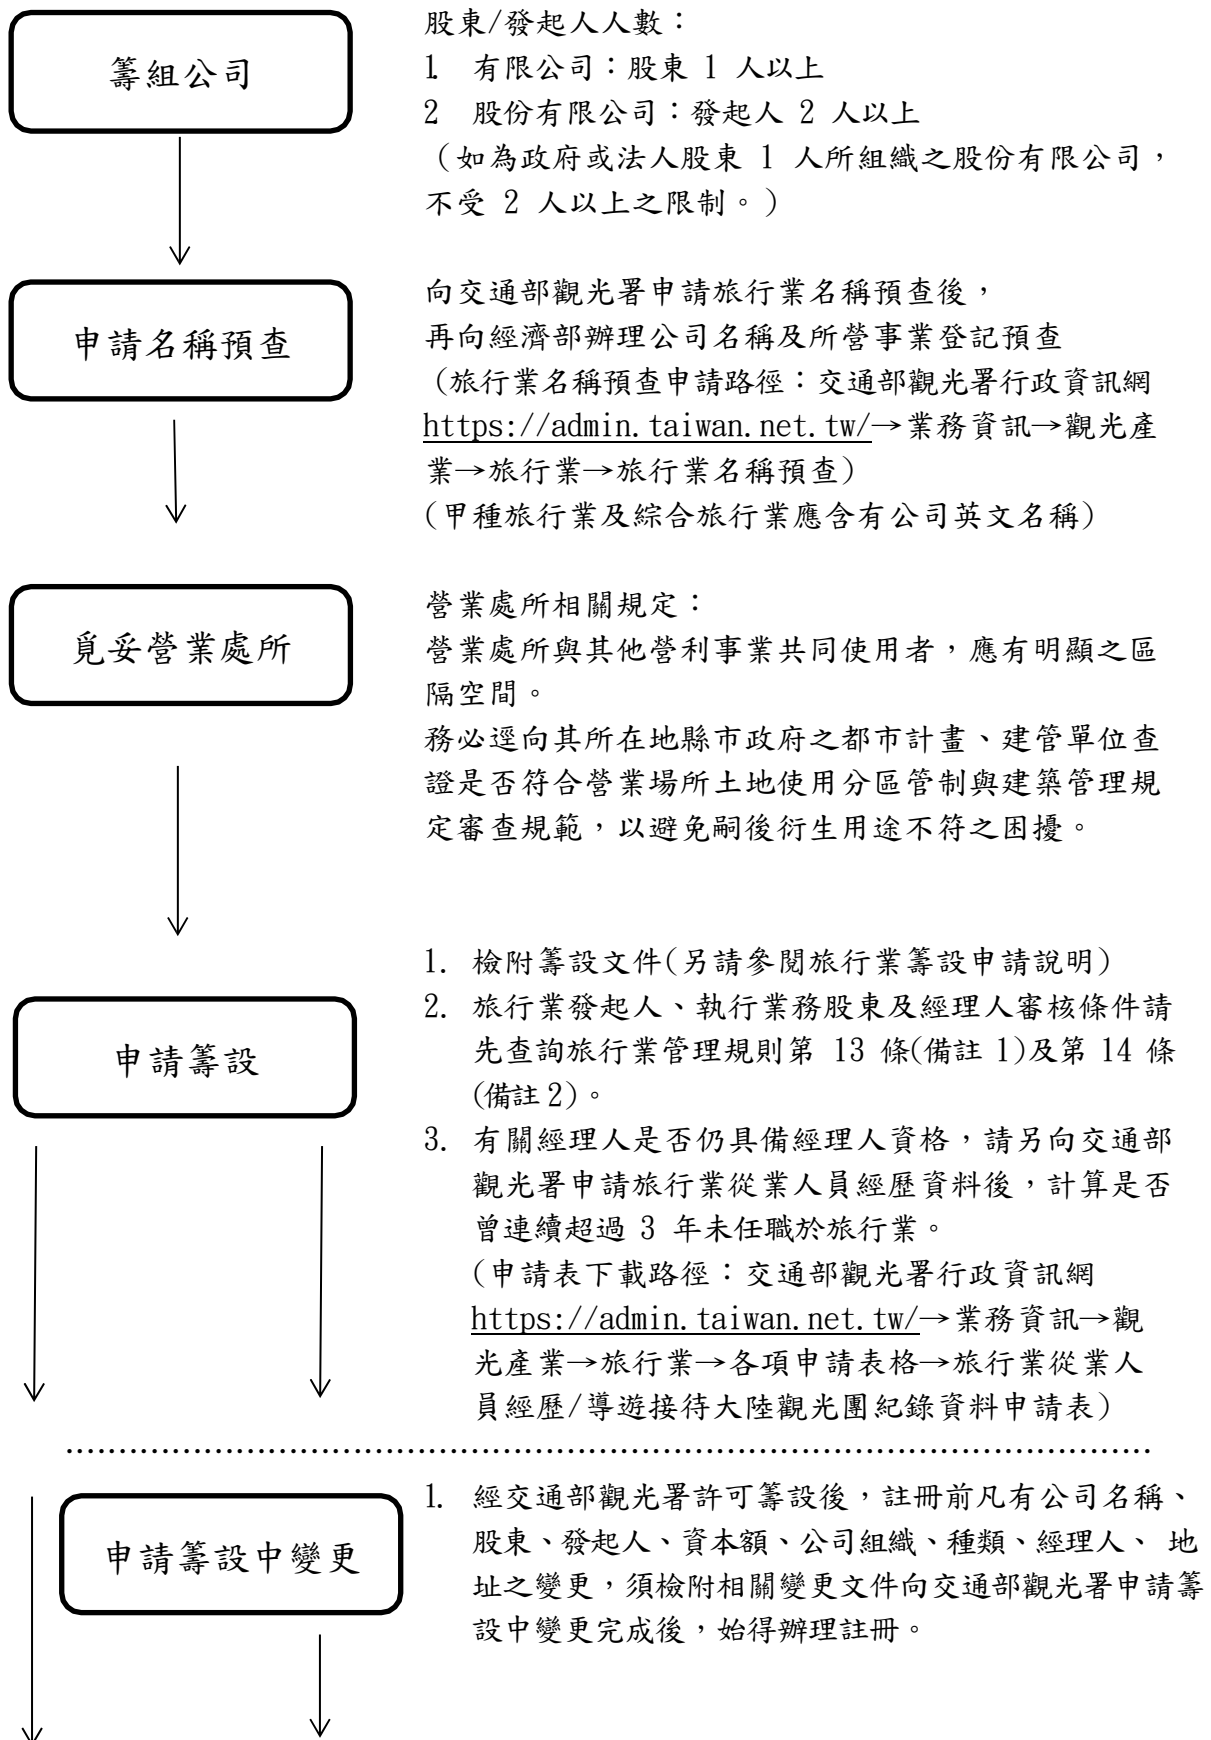 籌組公司
股東/發起人人數：
1. 有限公司：股東 1 人以上
2 股份有限公司：發起人 2 人以上
（如為政府或法人股東 1 人所組織之股份有限公司，
不受 2 人以上之限制。）
申請名稱預查
向交通部觀光署申請旅行業名稱預查後，
再向經濟部辦理公司名稱及所營事業登記預查
(旅行業名稱預查申請路徑：交通部觀光署行政資訊網
https://admin.taiwan.net.tw/→業務資訊→觀光產
業→旅行業→旅行業名稱預查)
(甲種旅行業及綜合旅行業應含有公司英文名稱)
覓妥營業處所
營業處所相關規定：
營業處所與其他營利事業共同使用者，應有明顯之區
隔空間。
務必逕向其所在地縣市政府之都市計畫、建管單位查
證是否符合營業場所土地使用分區管制與建築管理規
定審查規範，以避免嗣後衍生用途不符之困擾。
申請籌設
1. 檢附籌設文件(另請參閱旅行業籌設申請說明)
2. 旅行業發起人、執行業務股東及經理人審核條件請
先查詢旅行業管理規則第 13 條(備註 1)及第 14 條
(備註 2)。
3. 有關經理人是否仍具備經理人資格，請另向交通部
觀光署申請旅行業從業人員經歷資料後，計算是否
曾連續超過 3 年未任職於旅行業。
(申請表下載路徑：交通部觀光署行政資訊網
https://admin.taiwan.net.tw/→業務資訊→觀
光產業→旅行業→各項申請表格→旅行業從業人
員經歷/導遊接待大陸觀光團紀錄資料申請表)
申請籌設中變更
1. 經交通部觀光署許可籌設後，註冊前凡有公司名稱、
股東、發起人、資本額、公司組織、種類、經理人、 地
址之變更，須檢附相關變更文件向交通部觀光署申請籌
設中變更完成後，始得辦理註冊。